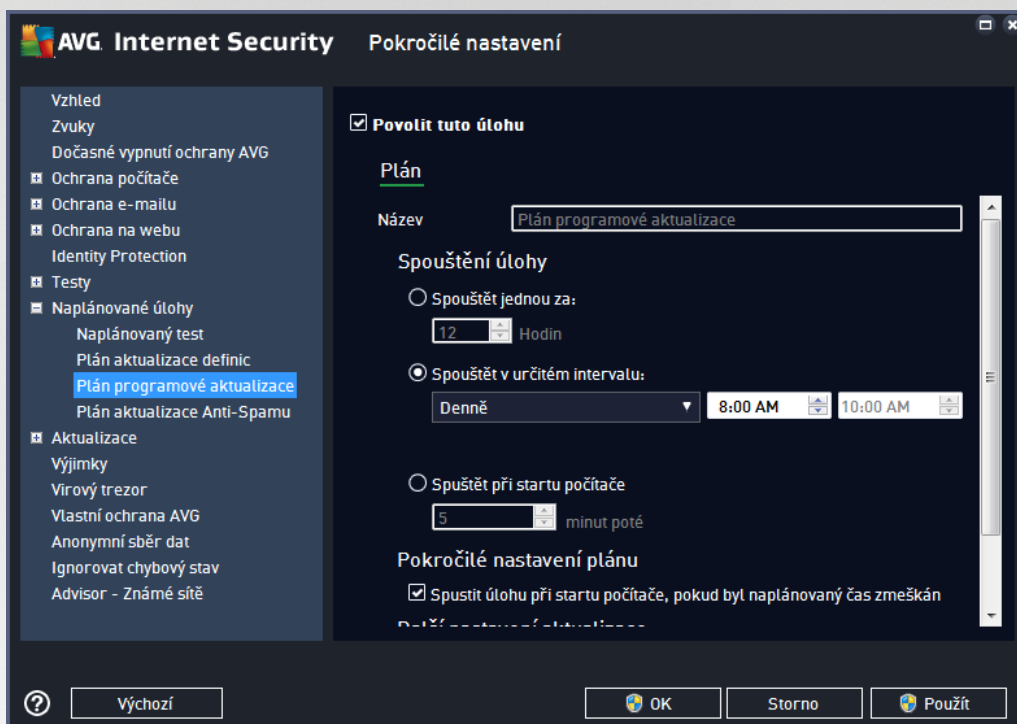 AVG. Internet Security
Pokročilé nastavení
Vzhled
Zvuky
Dočasné vypnutí ochrany AVG
Ochrana počítače
Ochrana e-mailu
Ochrana na webu
Identity Protection
Testy
Naplánované úlohy
Naplánovaný test
Plán aktualizace definic
Plán programové aktualizace
Plán aktualizace Anti-Spamu
Aktualizace
Výjimky
Virový trezor
Vlastní ochrana AVG
Anonymní sběr dat
Ignorovat chybový stav
Advisor - Známé sítě
Povolit tuto úlohu
Plán
Název Plán programové aktualizace
Spouštění úlohy
Spouštět jednou za:
12 Hodin
Spouštět v určitém intervalu:
Denně 8:00 AM 10:00 AM
Spuštět při startu počítače
5 minut poté
Pokročilé nastavení plánu
Spustit úlohu při startu počítače, pokud byl naplánovaný čas zmeškán
Další nastavení aktualizace
? Výchozí OK Storno Použít